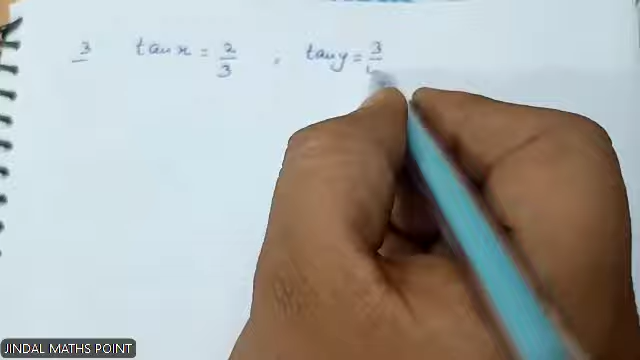 3 tan x = 2/3 , tan y = 3/
JINDAL MATHS POINT